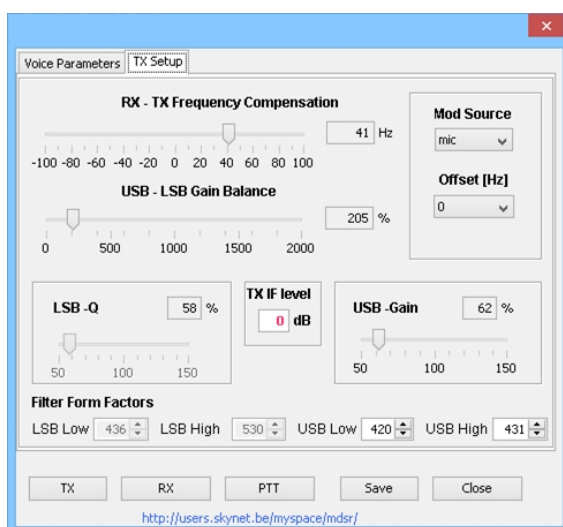 Voice Parameters TX Setup
RX - TX Frequency Compensation
41 Hz
-100 -80 -60 -40 -20 0 20 40 60 80 100
USB - LSB Gain Balance
205 %
0 500 1000 1500 2000
Mod Source
mic
Offset [Hz]
0
LSB -Q 58 %
50 100 150
TX IF level
0 dB
USB -Gain 62 %
50 100 150
Filter Form Factors
LSB Low 436 LSB High 530 USB Low 420 USB High 431
TX RX PTT Save Close
http://users.skynet.be/myspace/mdsr/